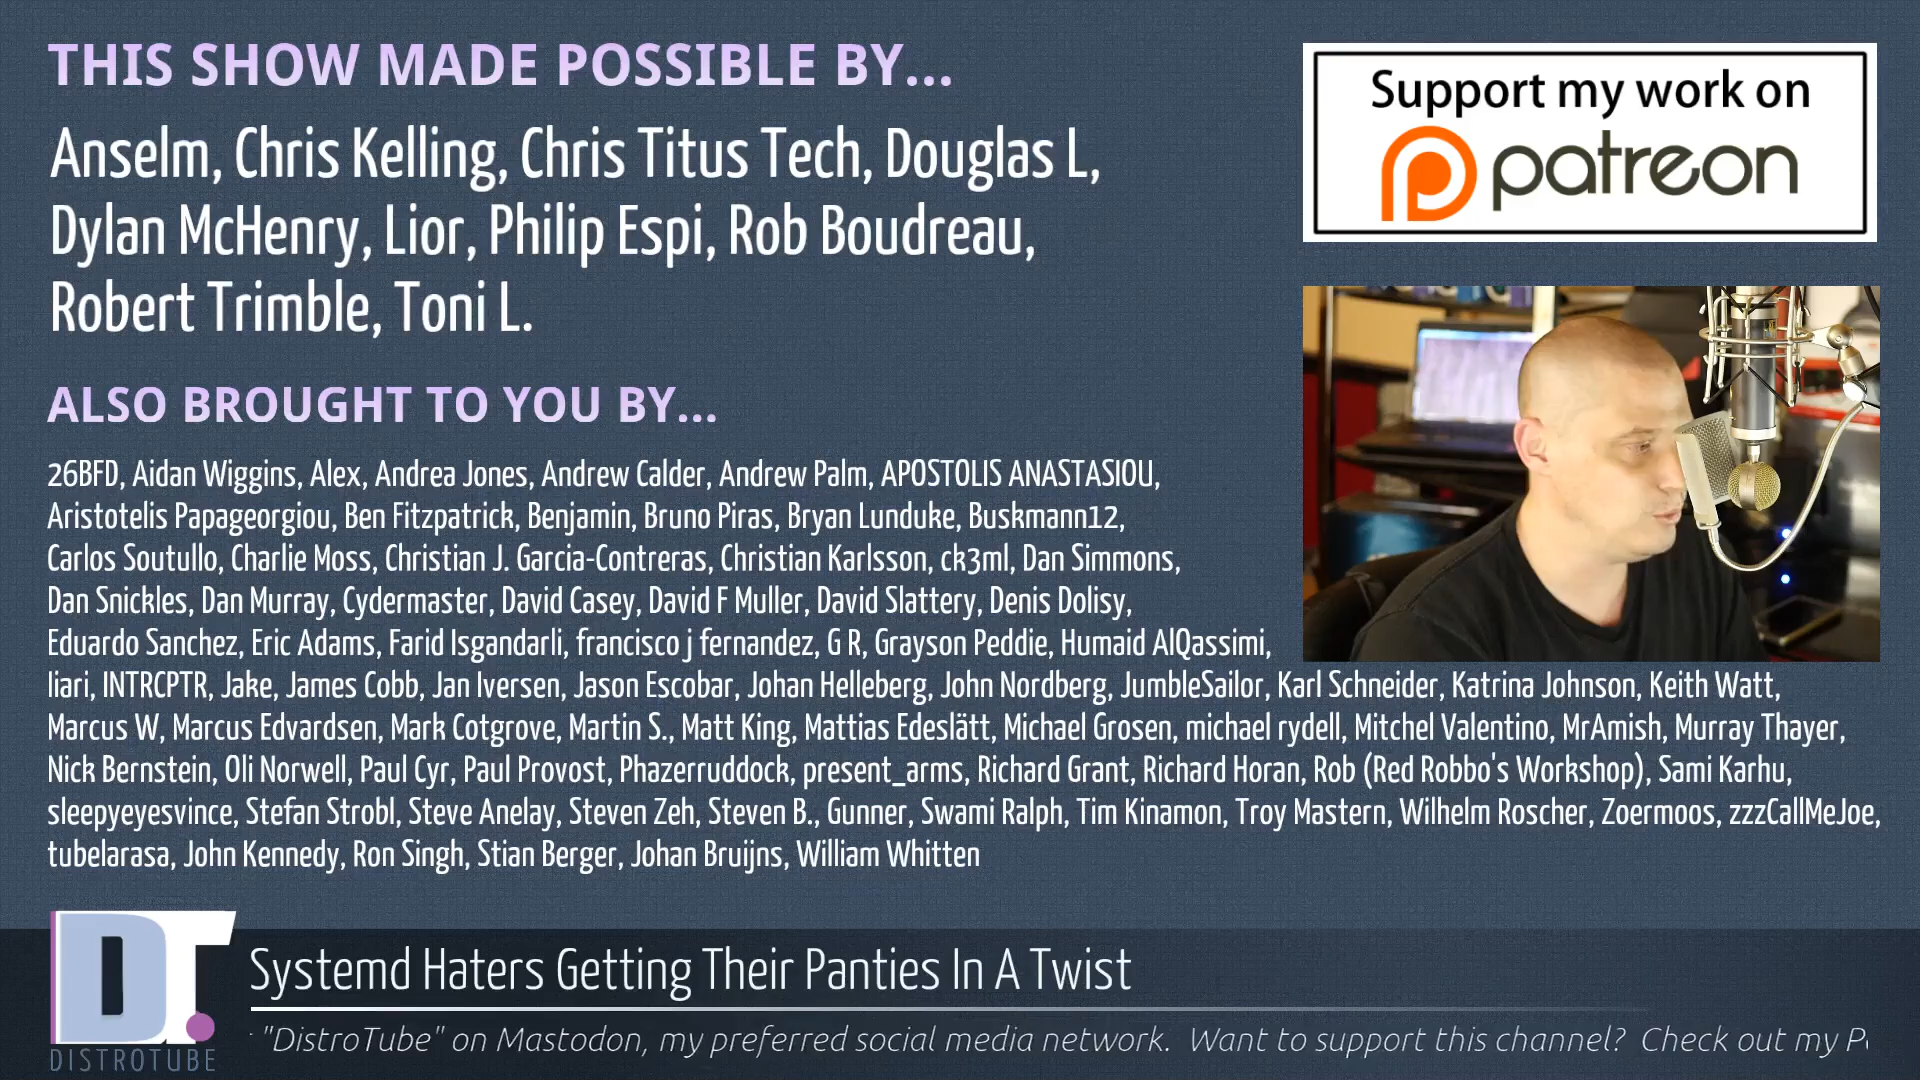 THIS SHOW MADE POSSIBLE BY...
Anselm, Chris Kelling, Chris Titus Tech, Douglas L,
Dylan McHenry, Lior, Philip Espi, Rob Boudreau,
Robert Trimble, Toni L.
Support my work on
patreon
ALSO BROUGHT TO YOU BY...
26BFD, Aidan Wiggins, Alex, Andrea Jones, Andrew Calder, Andrew Palm, APOSTOLIS ANASTASIOU,
Aristotelis Papageorgiou, Ben Fitzpatrick, Benjamin, Bruno Piras, Bryan Lunduke, Buskmann12,
Carlos Soutullo, Charlie Moss, Christian J. Garcia-Contreras, Christian Karlsson, ck3ml, Dan Simmons,
Dan Snickles, Dan Murray, Cydermaster, David Casey, David F Muller, David Slattery, Denis Dolisy,
Eduardo Sanchez, Eric Adams, Farid Isgandarli, francisco j fernandez, G R, Grayson Peddie, Humaid AlQassimi,
liari, INTRCPTR, Jake, James Cobb, Jan Iversen, Jason Escobar, Johan Helleberg, John Nordberg, JumbleSailor, Karl Schneider, Katrina Johnson, Keith Watt,
Marcus W, Marcus Edvardsen, Mark Cotgrove, Martin S., Matt King, Mattias Edeslätt, Michael Grosen, michael rydell, Mitchel Valentino, MrAmish, Murray Thayer,
Nick Bernstein, Oli Norwell, Paul Cyr, Paul Provost, Phazerruddock, present_arms, Richard Grant, Richard Horan, Rob (Red Robbo's Workshop), Sami Karhu,
sleepyeyesvince, Stefan Strobl, Steve Anelay, Steven Zeh, Steven B., Gunner, Swami Ralph, Tim Kinamon, Troy Mastern, Wilhelm Roscher, Zoermoos, zzzCallMeJoe,
tubelarasa, John Kennedy, Ron Singh, Stian Berger, Johan Bruijns, William Whitten
DT.
DISTROTUBE
Systemd Haters Getting Their Panties In A Twist
"DistroTube" on Mastodon, my preferred social media network. Want to support this channel? Check out my